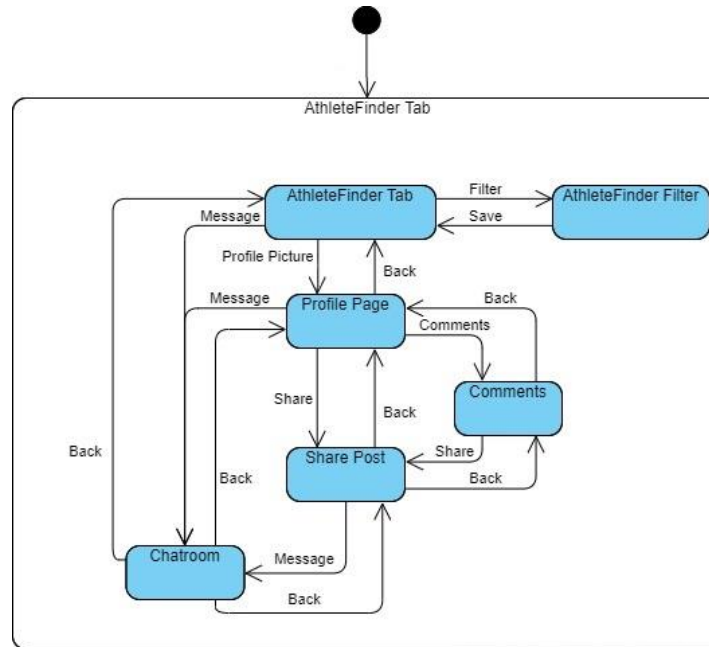 AthleteFinder Tab
AthleteFinder Tab
Filter
AthleteFinder Filter
Message
Save
Profile Picture
Back
Message
Profile Page
Back
Comments
Comments
Share
Back
Back
Share Post
Share
Back
Back
Chatroom
Message
Back